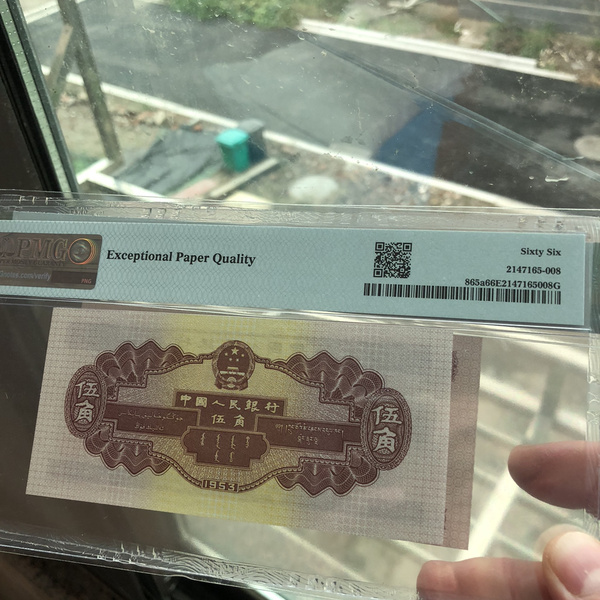 PMG
Exceptional Paper Quality
Sixty Six
2147165-008
865a66E2147165008G
中國人民銀行
伍角
伍角
伍角
1953